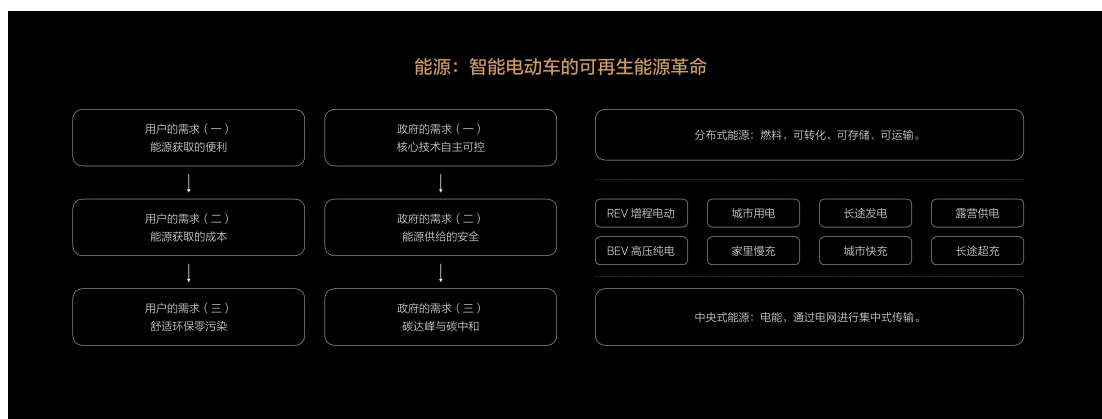 能源：智能电动车的可再生能源革命
用户的需求（一）
能源获取的便利
用户的需求（二）
能源获取的成本
用户的需求（三）
舒适环保零污染
政府的需求（一）
核心技术自主可控
政府的需求（二）
能源供给的安全
政府的需求（三）
碳达峰与碳中和
分布式能源：燃料，可转化、可存储、可运输。
REV 增程电动
城市用电
长途发电
露营供电
BEV 高压纯电
家里慢充
城市快充
长途超充
中央式能源：电能，通过电网进行集中式传输。